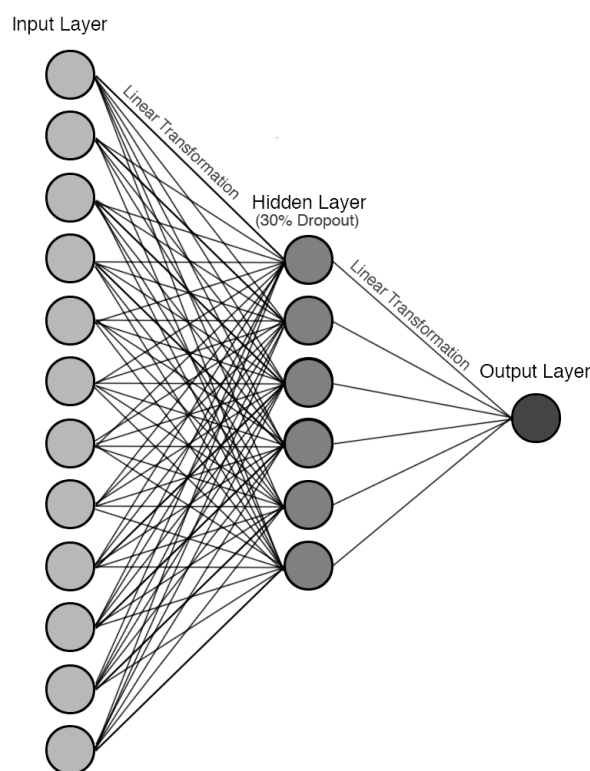 Input Layer
Linear Transformation
Hidden Layer
(30% Dropout)
Linear Transformation
Output Layer